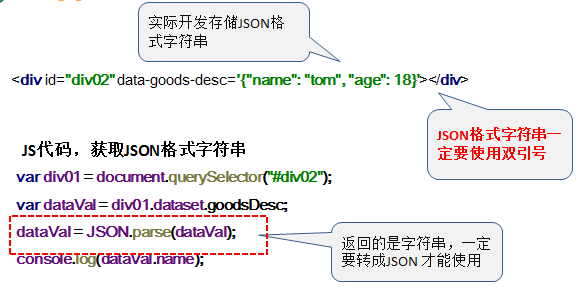 实际开发存储JSON格
式字符串
<div id="div02" data-goods-desc='{"name": "tom", "age": 18}'></div>
JSON格式字符串一
定要使用双引号
JS代码，获取JSON格式字符串
var div01 = document.querySelector("#div02");
var dataVal = div01.dataset.goodsDesc;
dataVal = JSON.parse(dataVal);
console.log(dataVal.name);
返回的是字符串，一定
要转成JSON 才能使用